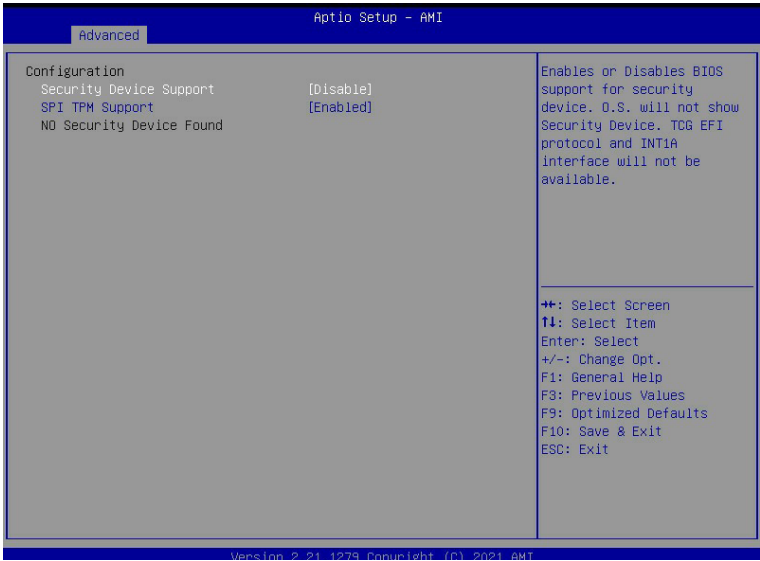 Aptio Setup – AMI
Advanced
Configuration
Security Device Support [Disable]
SPI TPM Support [Enabled]
NO Security Device Found
Enables or Disables BIOS
support for security
device. O.S. will not show
Security Device. TCG EFI
protocol and INT1A
interface will not be
available.
→←: Select Screen
↑↓: Select Item
Enter: Select
+/-: Change Opt.
F1: General Help
F3: Previous Values
F9: Optimized Defaults
F10: Save & Exit
ESC: Exit
Version 2.21.1279 Copyright (C) 2021 AMI